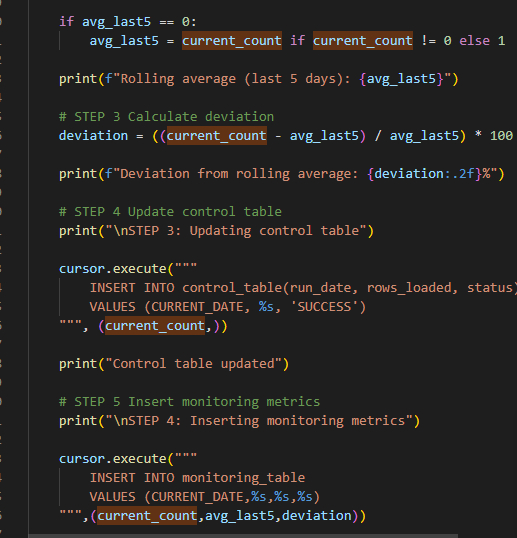 if avg_last5 == 0:
avg_last5 = current_count if current_count != 0 else 1
print(f"Rolling average (last 5 days): {avg_last5}")
# STEP 3 Calculate deviation
deviation = ((current_count - avg_last5) / avg_last5) * 100
print(f"Deviation from rolling average: {deviation:.2f}%")
# STEP 4 Update control table
print("\nSTEP 3: Updating control table")
cursor.execute("""
INSERT INTO control_table(run_date, rows_loaded, status)
VALUES (CURRENT_DATE, %s, 'SUCCESS')
""", (current_count,))
print("Control table updated")
# STEP 5 Insert monitoring metrics
print("\nSTEP 4: Inserting monitoring metrics")
cursor.execute("""
INSERT INTO monitoring_table
VALUES (CURRENT_DATE,%s,%s,%s)
""",(current_count,avg_last5,deviation))